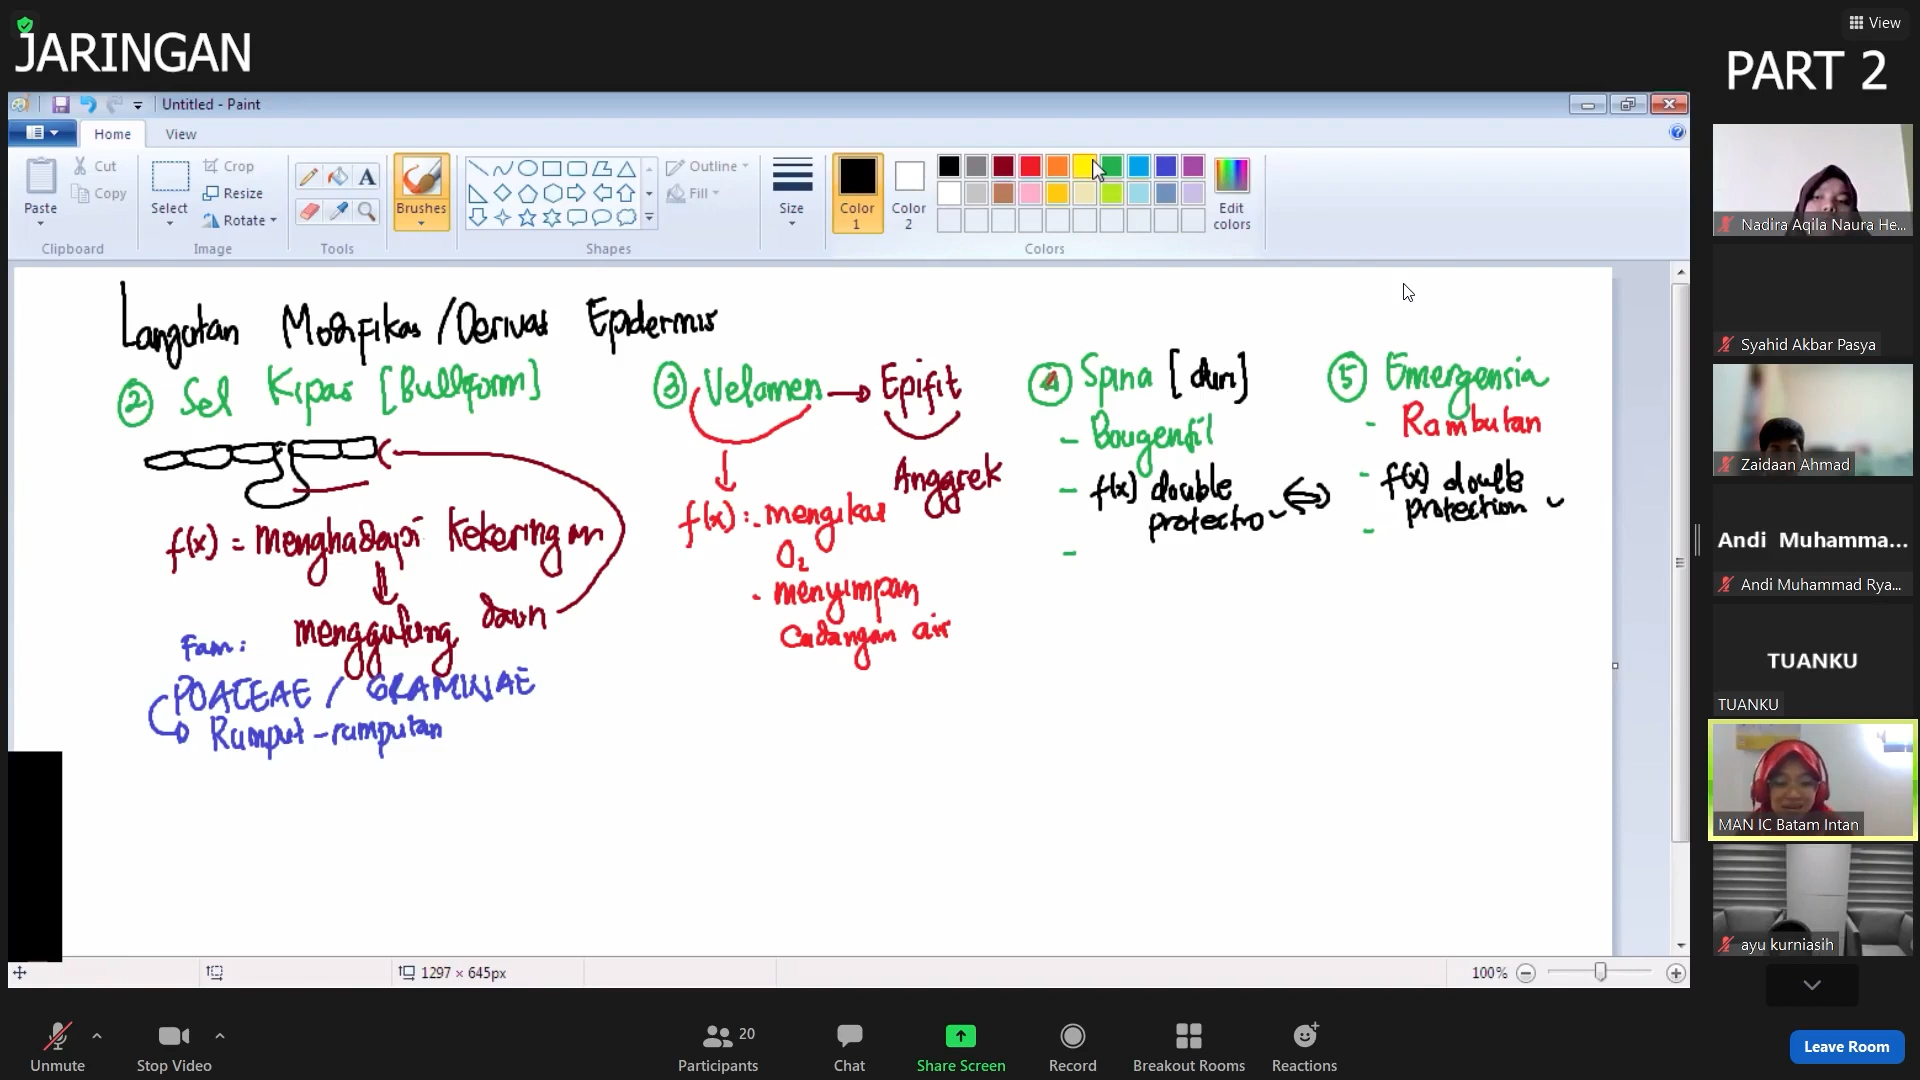 JARINGAN
View
PART 2
Untitled - Paint
Home
View
Paste
Cut
Copy
Clipboard
Select
Crop
Resize
Rotate
Image
Tools
Brushes
Shapes
Outline
Fill
Size
Color 1
Color 2
Edit colors
Colors
Lanjutan Modifikasi/Derivat Epidermis
② Sel Kipas [Bulliform]
f(x) = menghadapi Kekeringan
menggulung daun
Fam:
POACEAE / GRAMINAE
Rumput-rumputan
③ Velamen → Epifit
Anggrek
f(x): - mengikat
O₂
- menyimpan
Cadangan air
④ Spina [duri]
- Bougenfil
- f(x) double
protectio
-
⑤ Emergensia
- Rambutan
- f(x) double
protection
-
1297 × 645px
100%
Nadira Aqila Naura He...
Syahid Akbar Pasya
Zaidaan Ahmad
Andi Muhamma...
Andi Muhammad Rya...
TUANKU
TUANKU
MAN IC Batam Intan
ayu kurniasih
Unmute
Stop Video
Participants
20
Chat
Share Screen
Record
Breakout Rooms
Reactions
Leave Room